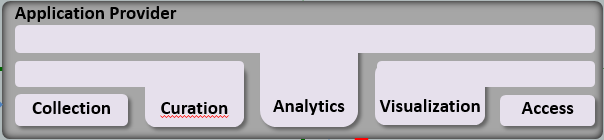 Application Provider
Collection Curation Analytics Visualization Access